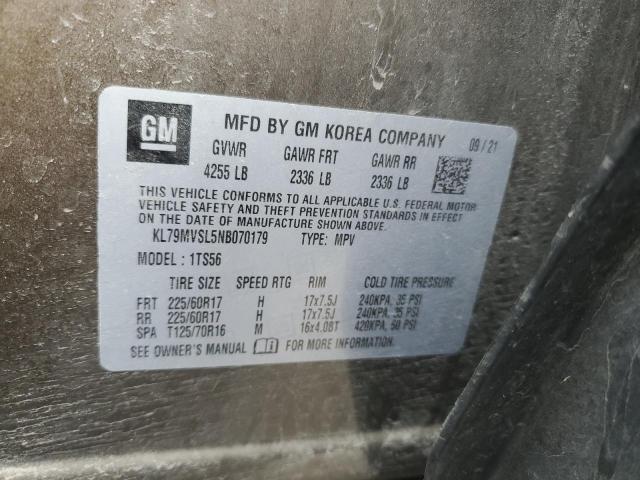 GM
MFD BY GM KOREA COMPANY 09/21
GVWR GAWR FRT GAWR RR
4255 LB 2336 LB 2336 LB
THIS VEHICLE CONFORMS TO ALL APPLICABLE U.S. FEDERAL MOTOR
VEHICLE SAFETY AND THEFT PREVENTION STANDARDS IN EFFECT
ON THE DATE OF MANUFACTURE SHOWN ABOVE.
KL79MVSL5NB070179 TYPE: MPV
MODEL : 1TS56
TIRE SIZE SPEED RTG RIM COLD TIRE PRESSURE
FRT 225/60R17 H 17x7.5J 240KPA, 35 PSI
RR 225/60R17 H 17x7.5J 240KPA, 35 PSI
SPA T125/70R16 M 16x4.0BT 420KPA, 60 PSI
SEE OWNER'S MANUAL FOR MORE INFORMATION.